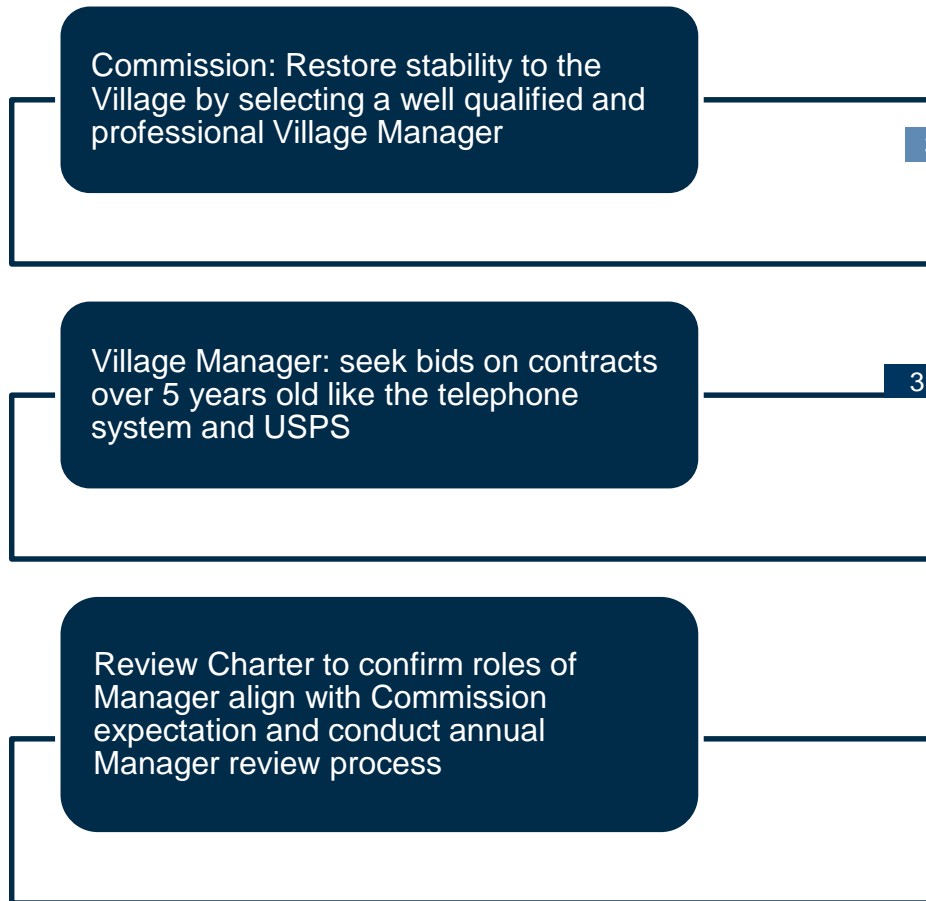 Commission: Restore stability to the
Village by selecting a well qualified and
professional Village Manager
Village Manager: seek bids on contracts
over 5 years old like the telephone
system and USPS
3
Review Charter to confirm roles of
Manager align with Commission
expectation and conduct annual
Manager review process